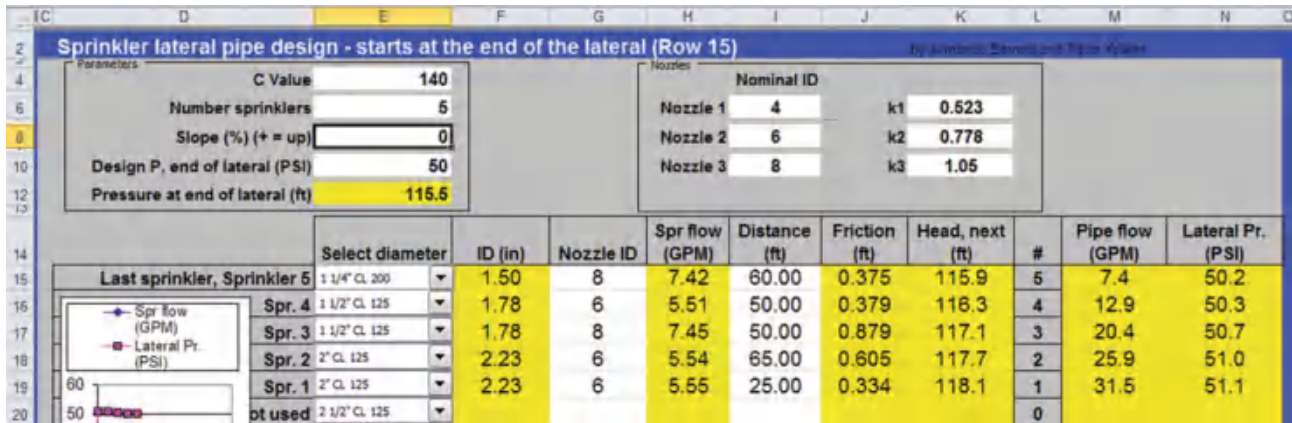 C D E F G H I J K L M N O
2 Sprinkler lateral pipe design - starts at the end of the lateral (Row 15)
Parameters Nozzles
4 C Value 140 Nominal ID
6 Number sprinklers 5 Nozzle 1 4 k1 0.523
8 Slope (%) (+ = up) 0 Nozzle 2 6 k2 0.778
10 Design P, end of lateral (PSI) 50 Nozzle 3 8 k3 1.05
12 Pressure at end of lateral (ft) 115.5
13
14 Select diameter ID (in) Nozzle ID Spr flow (GPM) Distance (ft) Friction (ft) Head, next (ft) # Pipe flow (GPM) Lateral Pr. (PSI)
15 Last sprinkler, Sprinkler 5 1 1/4" CL 200 1.50 8 7.42 60.00 0.375 115.9 5 7.4 50.2
16 Spr. 4 1 1/2" CL 125 1.78 6 5.51 50.00 0.379 116.3 4 12.9 50.3
17 Spr. 3 1 1/2" CL 125 1.78 8 7.45 50.00 0.879 117.1 3 20.4 50.7
18 Spr. 2 2" CL 125 2.23 6 5.54 65.00 0.605 117.7 2 25.9 51.0
19 Spr. 1 2" CL 125 2.23 6 5.55 25.00 0.334 118.1 1 31.5 51.1
20 ot used 2 1/2" CL 125 0
Spr flow
(GPM)
Lateral Pr.
(PSI)
60
50